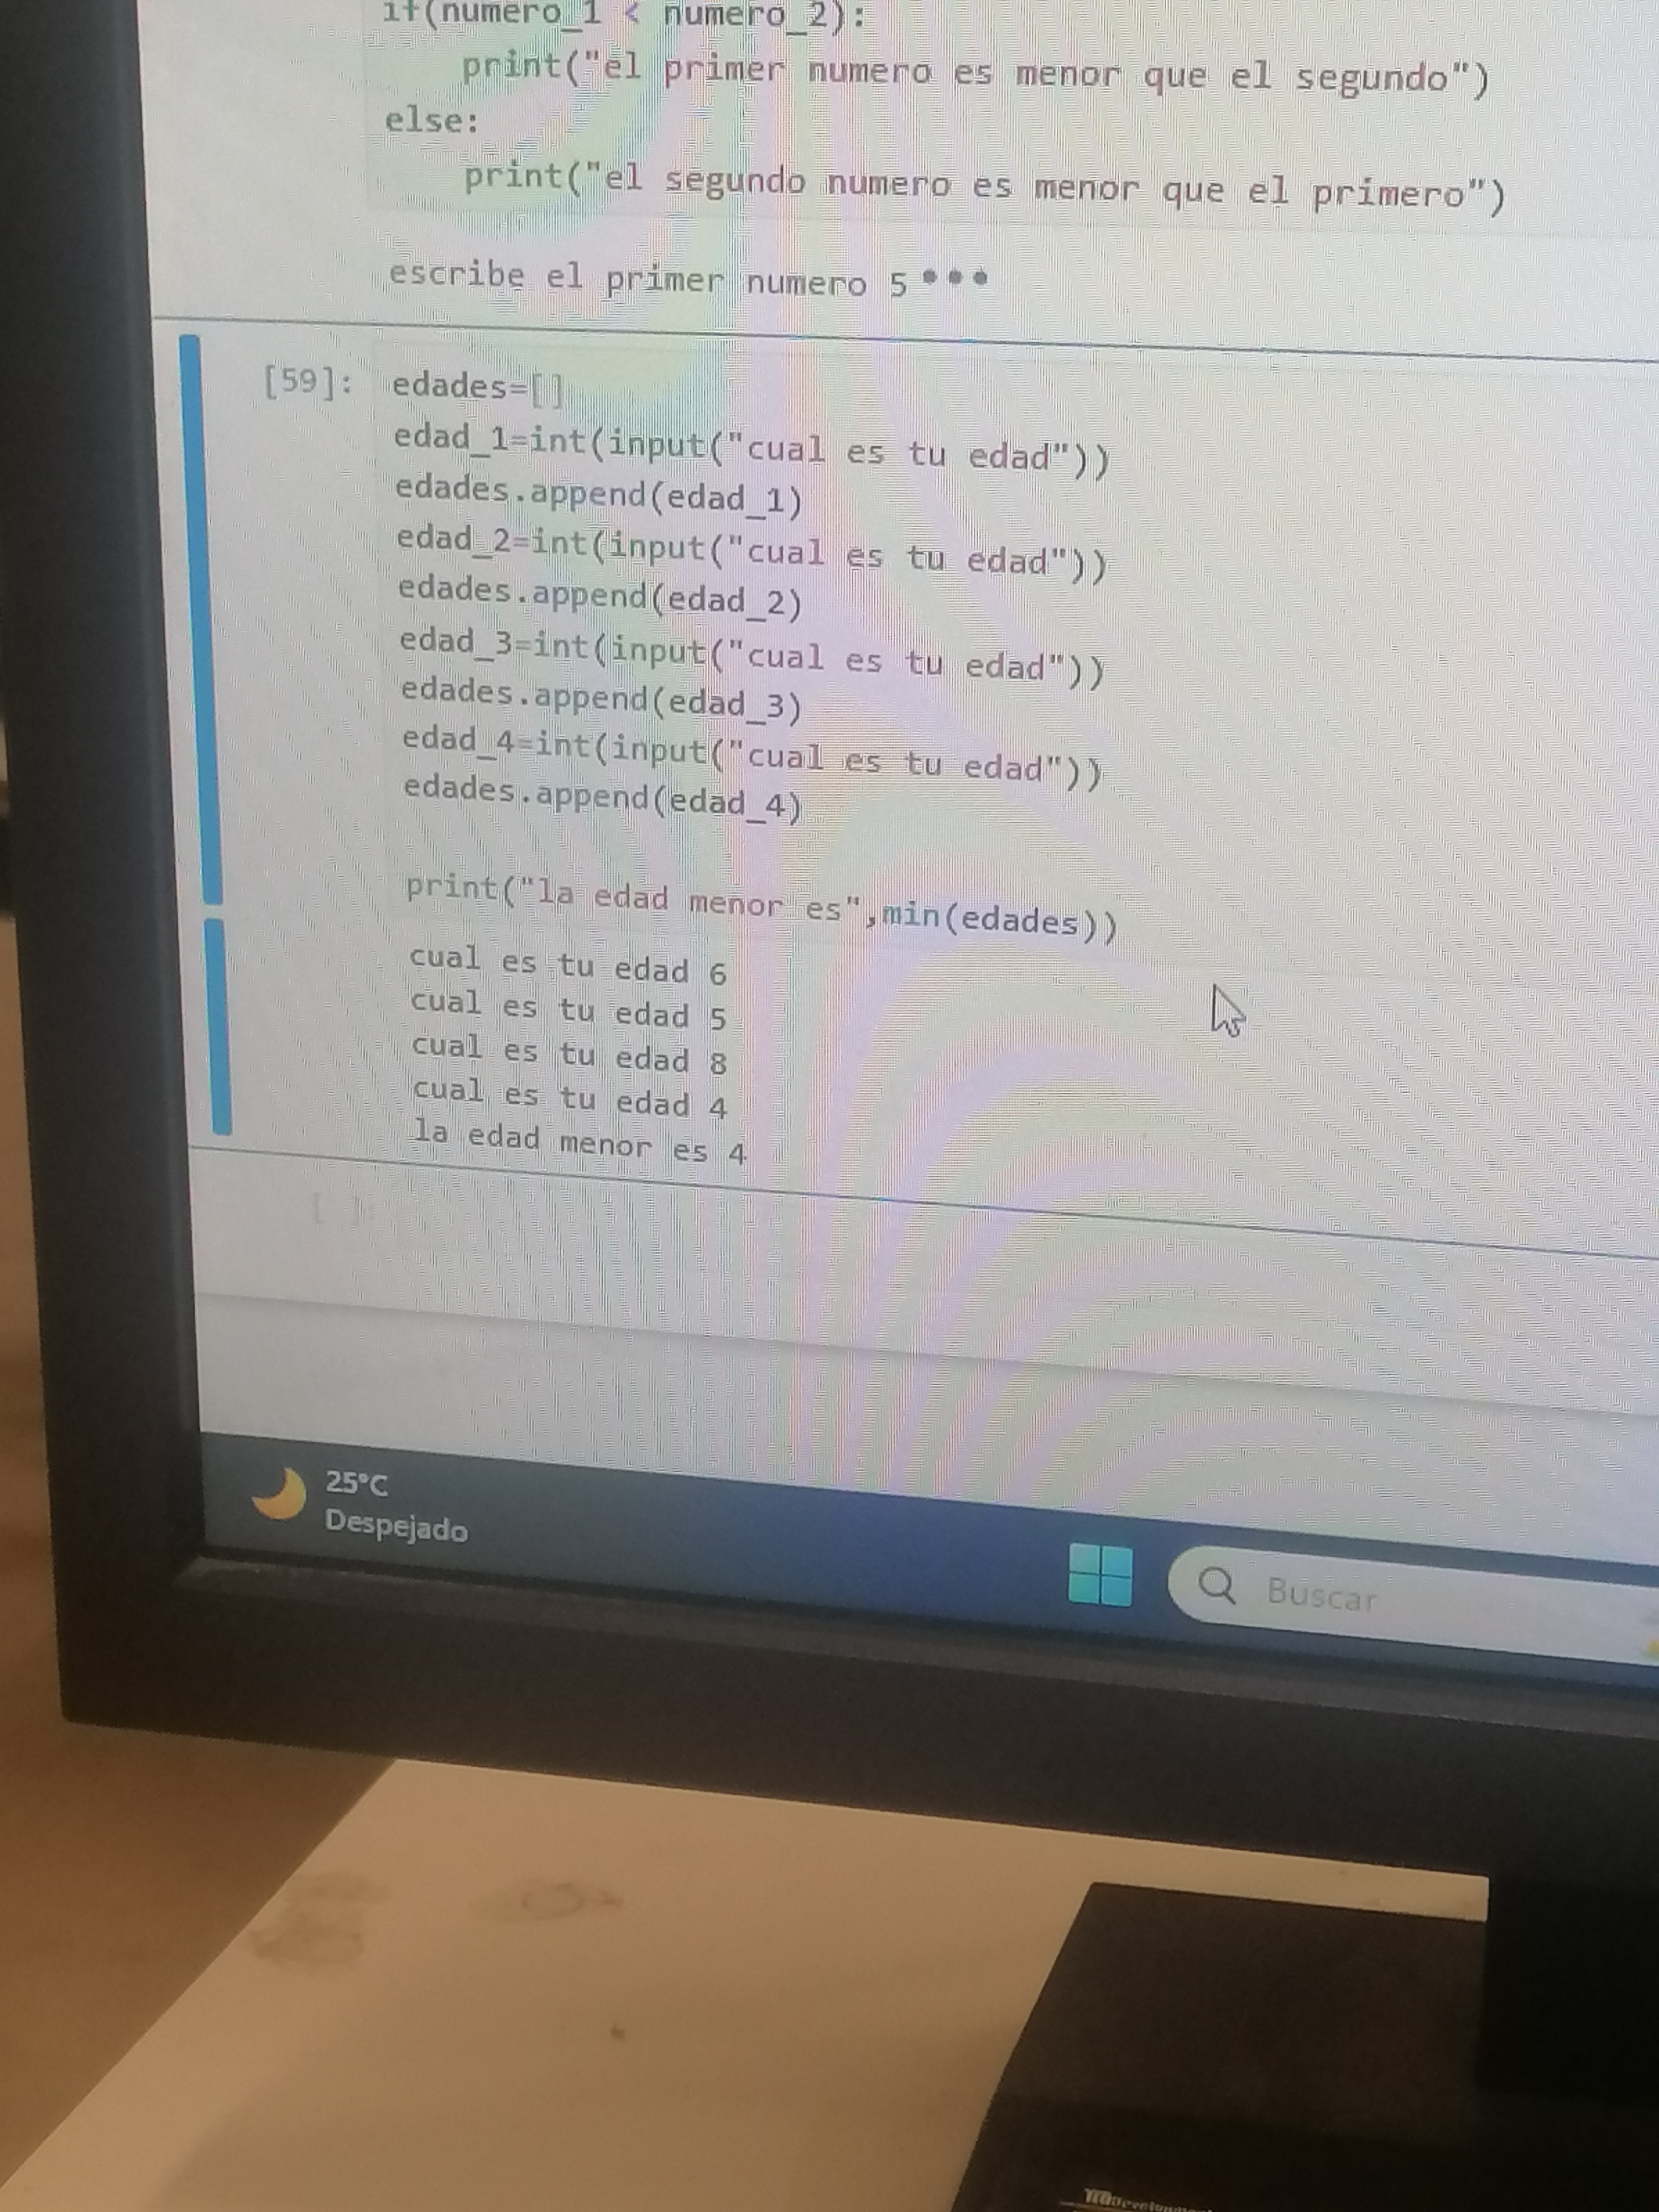 if(numero_1 < numero_2):
    print("el primer numero es menor que el segundo")
else:
    print("el segundo numero es menor que el primero")
escribe el primer numero 5 •••
[59]: edades=[]
edad_1=int(input("cual es tu edad"))
edades.append(edad_1)
edad_2=int(input("cual es tu edad"))
edades.append(edad_2)
edad_3=int(input("cual es tu edad"))
edades.append(edad_3)
edad_4=int(input("cual es tu edad"))
edades.append(edad_4)
print("la edad menor es",min(edades))
cual es tu edad 6
cual es tu edad 5
cual es tu edad 8
cual es tu edad 4
la edad menor es 4
[ ]:
25°C
Despejado
Buscar